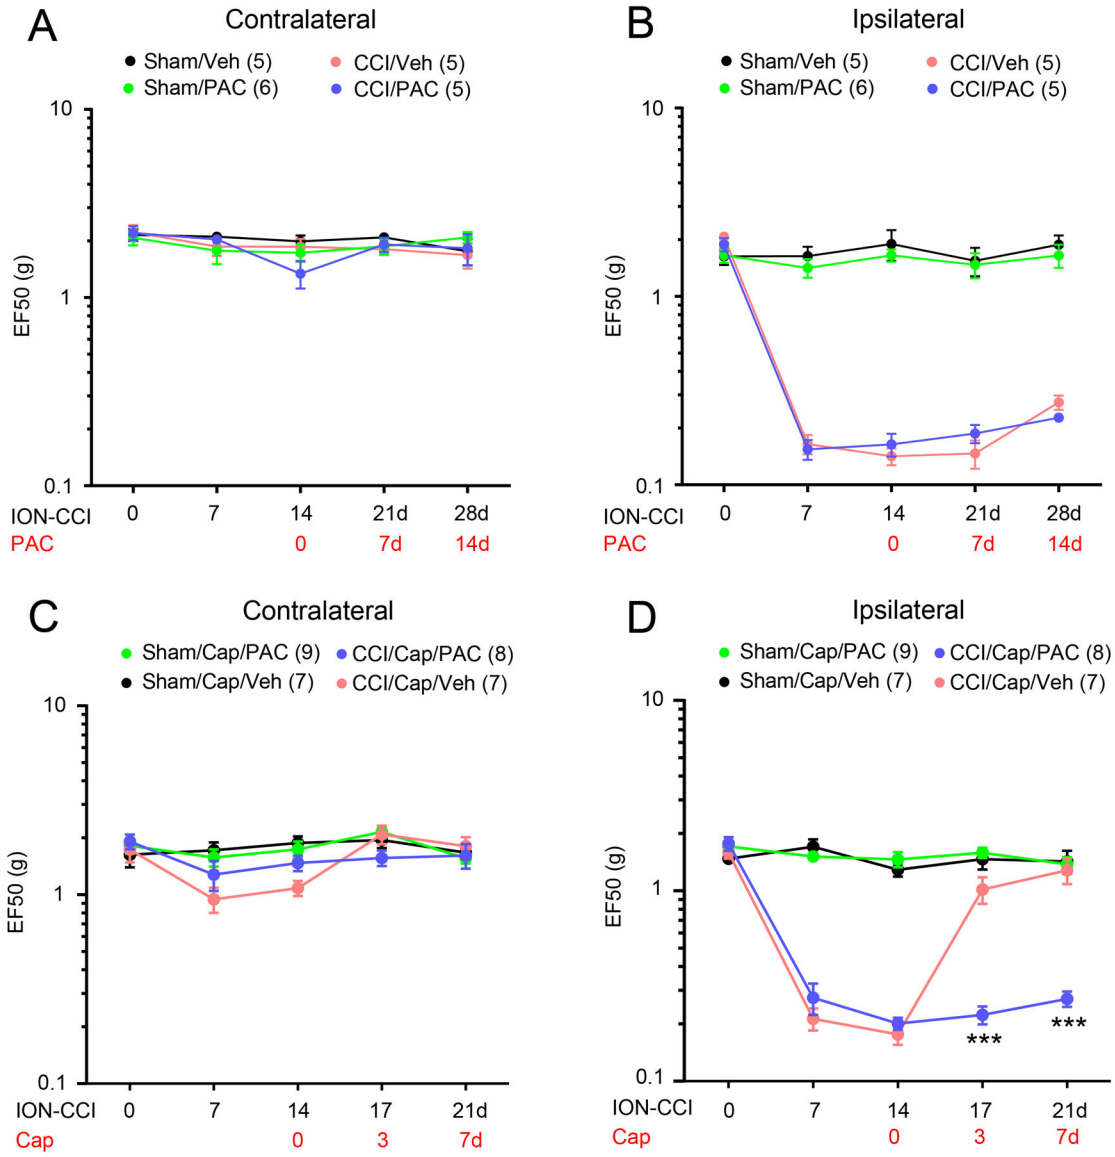 A
Contralateral
Sham/Veh (5)
CCI/Veh (5)
Sham/PAC (6)
CCI/PAC (5)
10
1
0.1
EF50 (g)
ION-CCI 0 7 14 21d 28d
PAC 0 7d 14d
B
Ipsilateral
Sham/Veh (5)
CCI/Veh (5)
Sham/PAC (6)
CCI/PAC (5)
10
1
0.1
EF50 (g)
ION-CCI 0 7 14 21d 28d
PAC 0 7d 14d
C
Contralateral
Sham/Cap/PAC (9)
CCI/Cap/PAC (8)
Sham/Cap/Veh (7)
CCI/Cap/Veh (7)
10
1
0.1
EF50 (g)
ION-CCI 0 7 14 17 21d
Cap 0 3 7d
D
Ipsilateral
Sham/Cap/PAC (9)
CCI/Cap/PAC (8)
Sham/Cap/Veh (7)
CCI/Cap/Veh (7)
10
1
0.1
EF50 (g)
***
***
ION-CCI 0 7 14 17 21d
Cap 0 3 7d